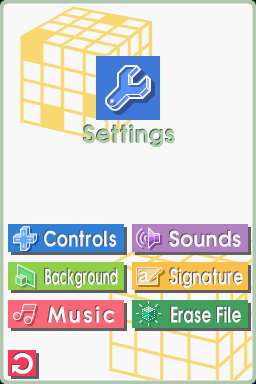 Settings
Controls
Sounds
Background
Signature
Music
Erase File